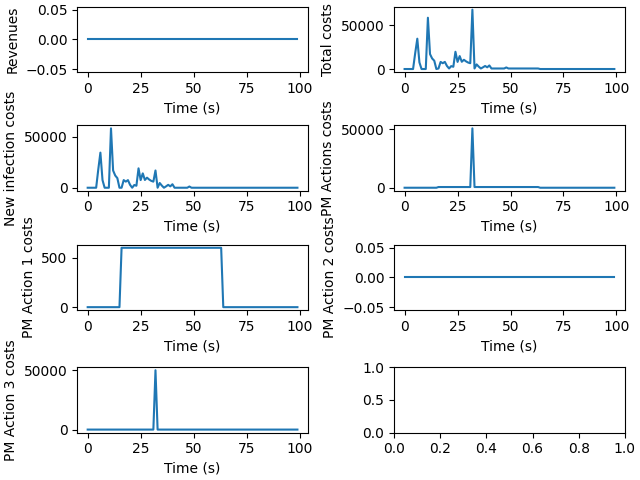 Revenues
0.05
0.00
−0.05
0 25 50 75 100
Time (s)
Total costs
50000
0
0 25 50 75 100
Time (s)
New infection costs
50000
0
0 25 50 75 100
Time (s)
PM Actions costs
50000
0
0 25 50 75 100
Time (s)
PM Action 1 costs
500
0
0 25 50 75 100
Time (s)
PM Action 2 costs
0.05
0.00
−0.05
0 25 50 75 100
Time (s)
PM Action 3 costs
50000
0
0 25 50 75 100
Time (s)
1.0
0.5
0.0
0.0 0.2 0.4 0.6 0.8 1.0